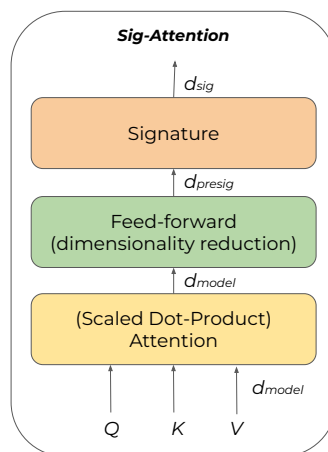 Sig-Attention
dsig
Signature
dpresig
Feed-forward
(dimensionality reduction)
dmodel
(Scaled Dot-Product)
Attention
dmodel
Q K V